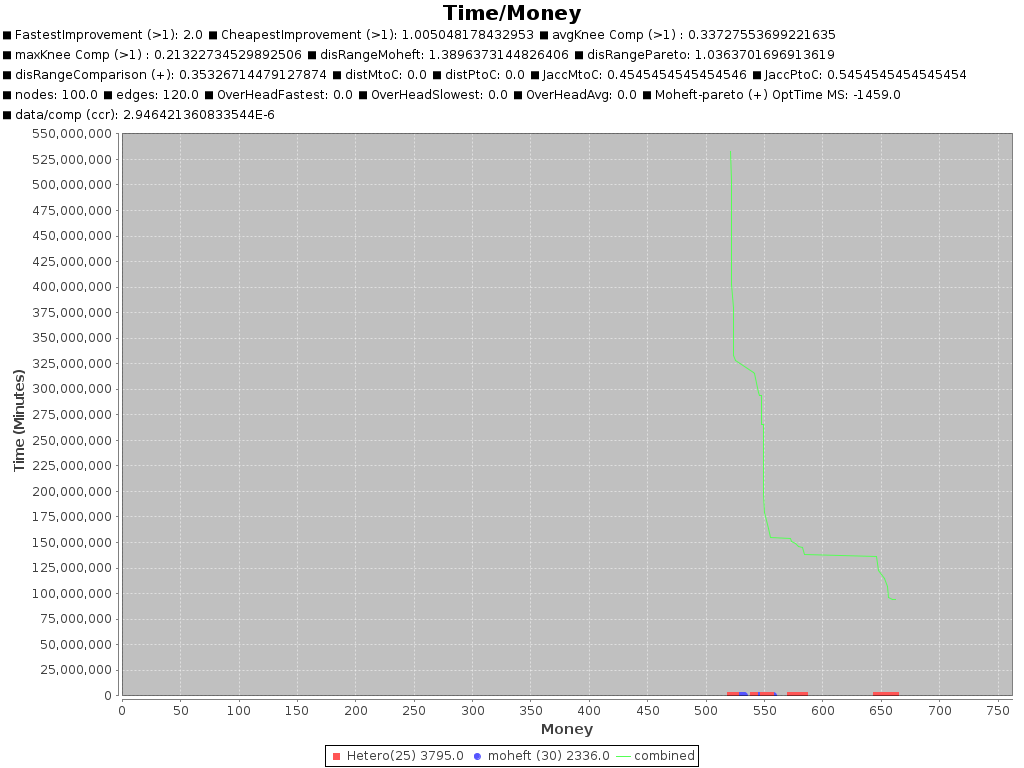 Time/Money
■ FastestImprovement (>1): 2.0 ■ CheapestImprovement (>1): 1.005048178432953 ■ avgKnee Comp (>1) : 0.33727553699221635
■ maxKnee Comp (>1) : 0.21322734529892506 ■ disRangeMoheft: 1.3896373144826406 ■ disRangePareto: 1.0363701696913619
■ disRangeComparison (+): 0.35326714479127874 ■ distMtoC: 0.0 ■ distPtoC: 0.0 ■ JaccMtoC: 0.4545454545454546 ■ JaccPtoC: 0.5454545454545454
■ nodes: 100.0 ■ edges: 120.0 ■ OverHeadFastest: 0.0 ■ OverHeadSlowest: 0.0 ■ OverHeadAvg: 0.0 ■ Moheft-pareto (+) OptTime MS: -1459.0
■ data/comp (ccr): 2.946421360833544E-6
550,000,000
525,000,000
500,000,000
475,000,000
450,000,000
425,000,000
400,000,000
375,000,000
350,000,000
325,000,000
300,000,000
275,000,000
250,000,000
225,000,000
200,000,000
175,000,000
150,000,000
125,000,000
100,000,000
75,000,000
50,000,000
25,000,000
0
Time (Minutes)
0 50 100 150 200 250 300 350 400 450 500 550 600 650 700 750
Money
Hetero(25) 3795.0 moheft (30) 2336.0 combined